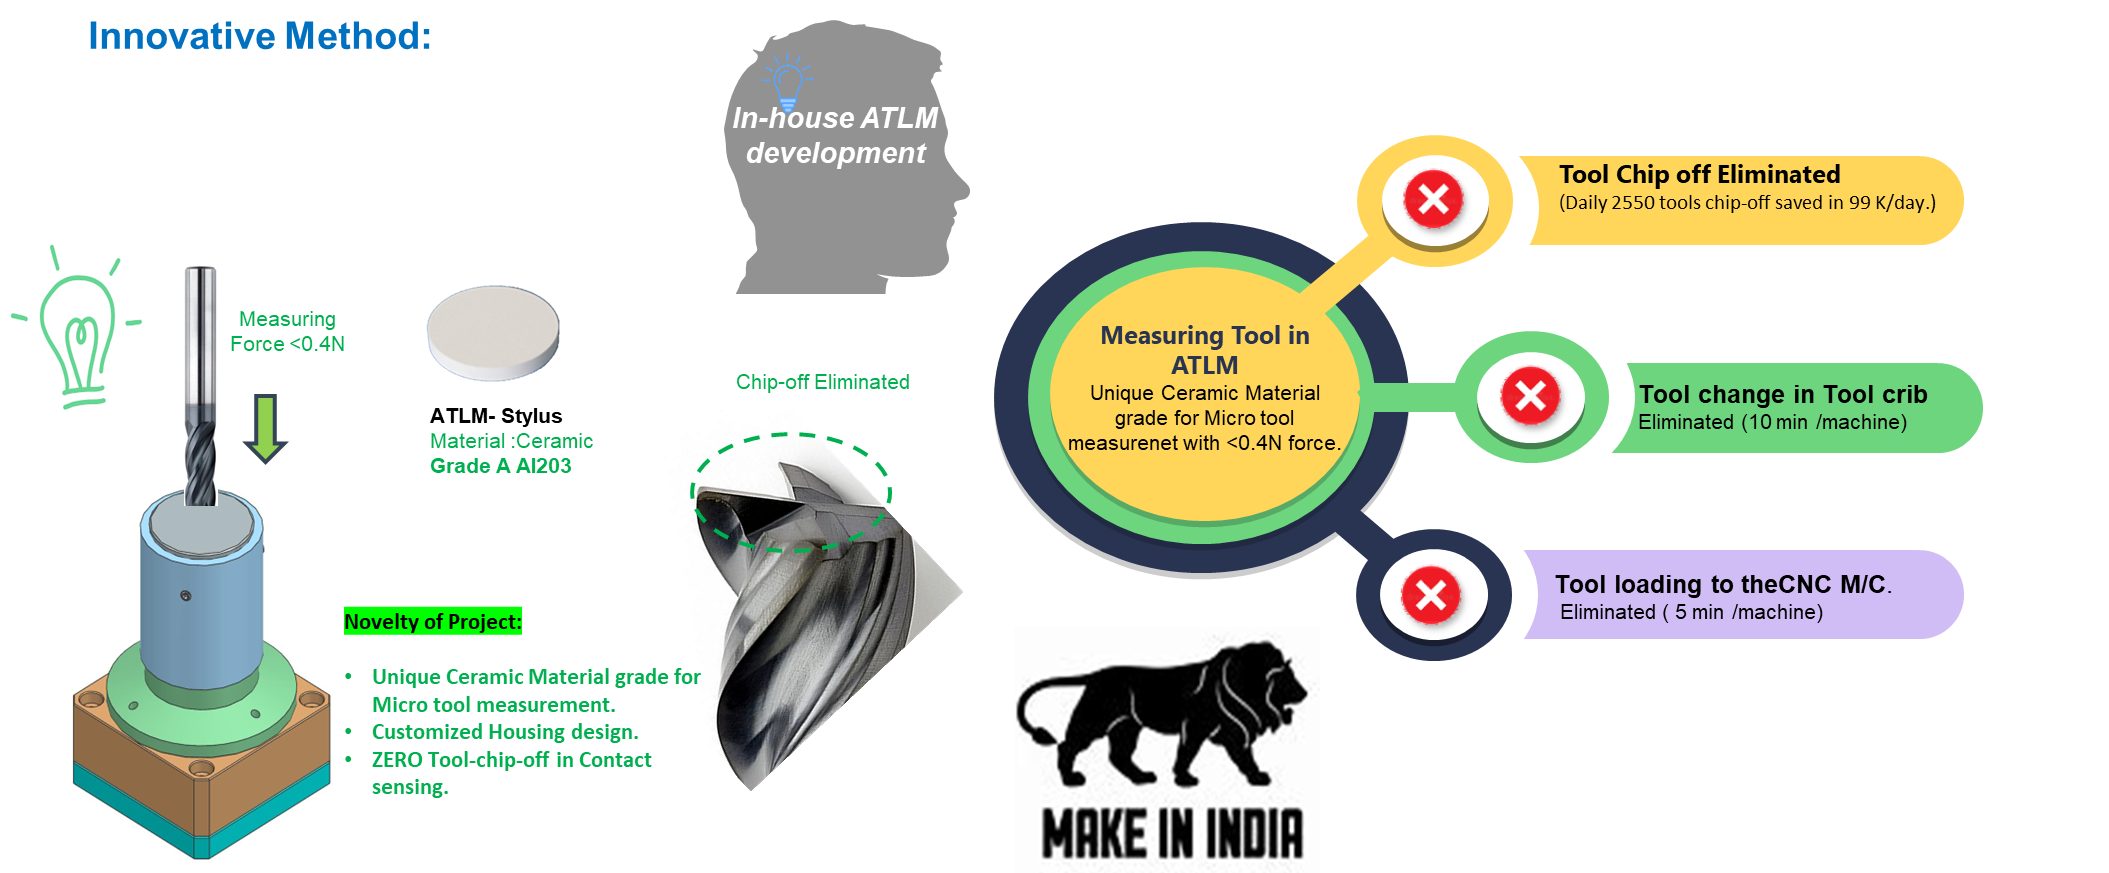 Innovative Method:
In-house ATLM
development
Measuring
Force <0.4N
ATLM- Stylus
Material :Ceramic
Grade A Al203
Chip-off Eliminated
Novelty of Project:
• Unique Ceramic Material grade for
Micro tool measurement.
• Customized Housing design.
• ZERO Tool-chip-off in Contact
sensing.
Measuring Tool in
ATLM
Unique Ceramic Material
grade for Micro tool
measurenet with <0.4N force.
Tool Chip off Eliminated
(Daily 2550 tools chip-off saved in 99 K/day.)
Tool change in Tool crib
Eliminated (10 min /machine)
Tool loading to theCNC M/C.
Eliminated ( 5 min /machine)
MAKE IN INDIA